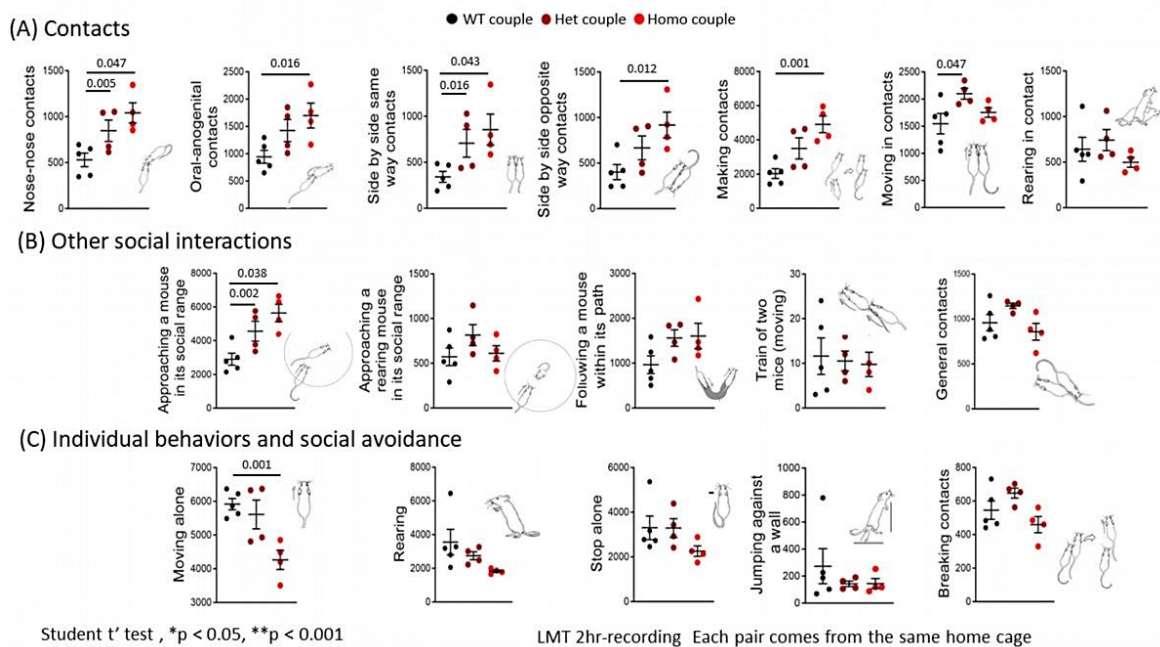 WT couple Het couple Homo couple
(A) Contacts
Nose-nose contacts
1500
1000
500
0
0.047
0.005
Oral-anogenital
contacts
2500
2000
1500
1000
500
0
0.016
Side by side same
way contacts
1500
1000
500
0
0.043
0.016
Side by side opposite
way contacts
1500
1000
500
0
0.012
Making contacts
8000
6000
4000
2000
0
0.001
Moving in contacts
2500
2000
1500
1000
500
0
0.047
Rearing in contact
1500
1000
500
0
(B) Other social interactions
Approaching a mouse
in its social range
8000
6000
4000
2000
0
0.038
0.002
Approaching a
rearing mouse
in its social range
1500
1000
500
0
Following a mouse
within its path
3000
2000
1000
0
Train of two
mice (moving)
30
20
10
0
General contacts
1500
1000
500
0
(C) Individual behaviors and social avoidance
Moving alone
7000
6000
5000
4000
3000
0.001
Rearing
8000
6000
4000
2000
0
Stop alone
6000
4000
2000
0
Jumping against
a wall
1000
800
600
400
200
0
Breaking contacts
800
600
400
200
0
Student t’ test , *p < 0.05, **p < 0.001
LMT 2hr-recording Each pair comes from the same home cage